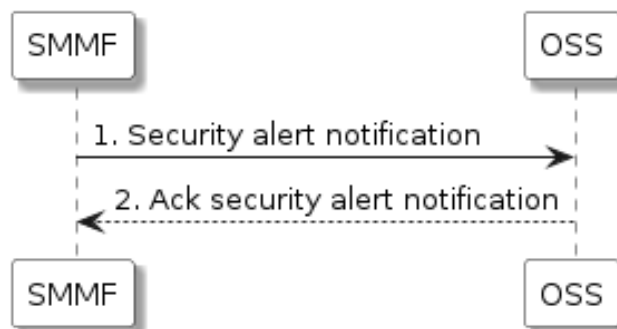 SMMF OSS
1. Security alert notification
2. Ack security alert notification
SMMF OSS